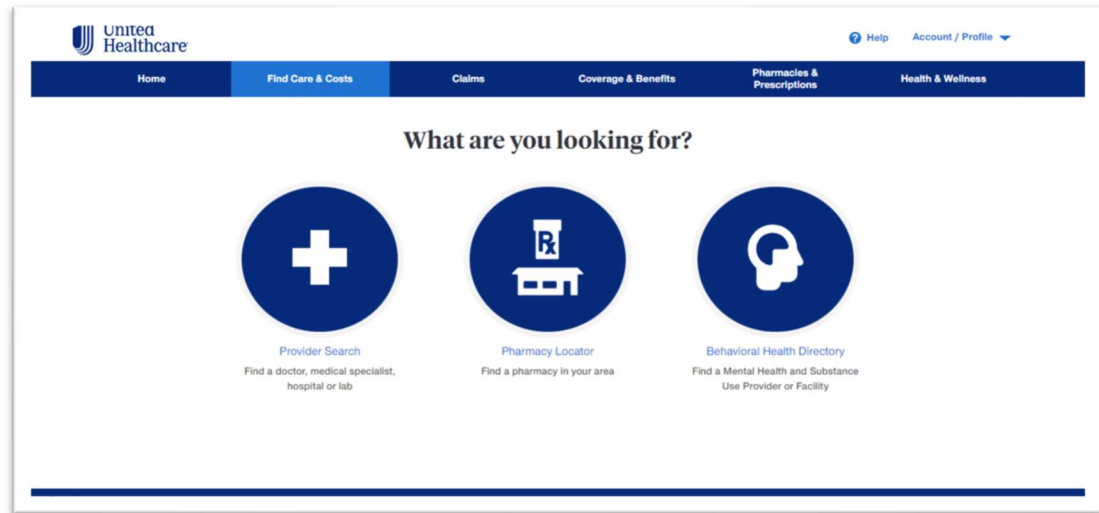 United
Healthcare
Help
Account / Profile
Home
Find Care & Costs
Claims
Coverage & Benefits
Pharmacies &
Prescriptions
Health & Wellness
What are you looking for?
Rx
Provider Search
Find a doctor, medical specialist,
hospital or lab
Pharmacy Locator
Find a pharmacy in your area
Behavioral Health Directory
Find a Mental Health and Substance
Use Provider or Facility